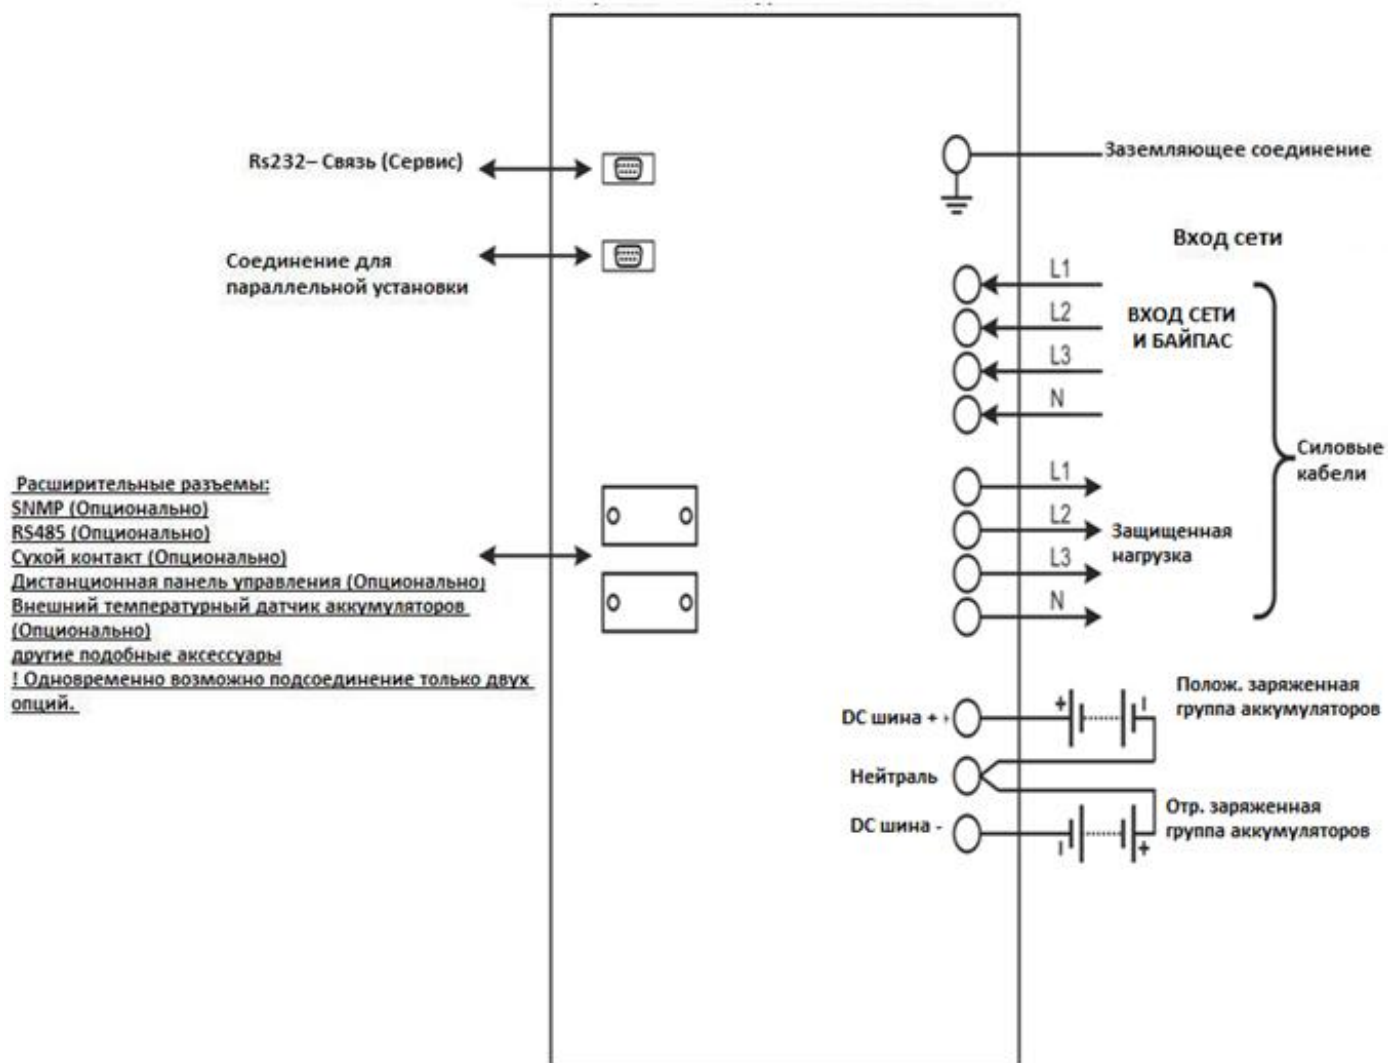 Rs232– Связь (Сервис)
Соединение для
параллельной установки
Расширительные разъемы:
SNMP (Опционально)
RS485 (Опционально)
Сухой контакт (Опционально)
Дистанционная панель управления (Опционально)
Внешний температурный датчик аккумуляторов
(Опционально)
другие подобные аксессуары
! Одновременно возможно подсоединение только двух
опций.
Заземляющее соединение
Вход сети
L1
L2
L3
N
ВХОД СЕТИ
И БАЙПАС
L1
L2
L3
N
Защищенная
нагрузка
Силовые
кабели
DC шина +
+
-
Полож. заряженная
группа аккумуляторов
Нейтраль
DC шина -
-
+
Отр. заряженная
группа аккумуляторов